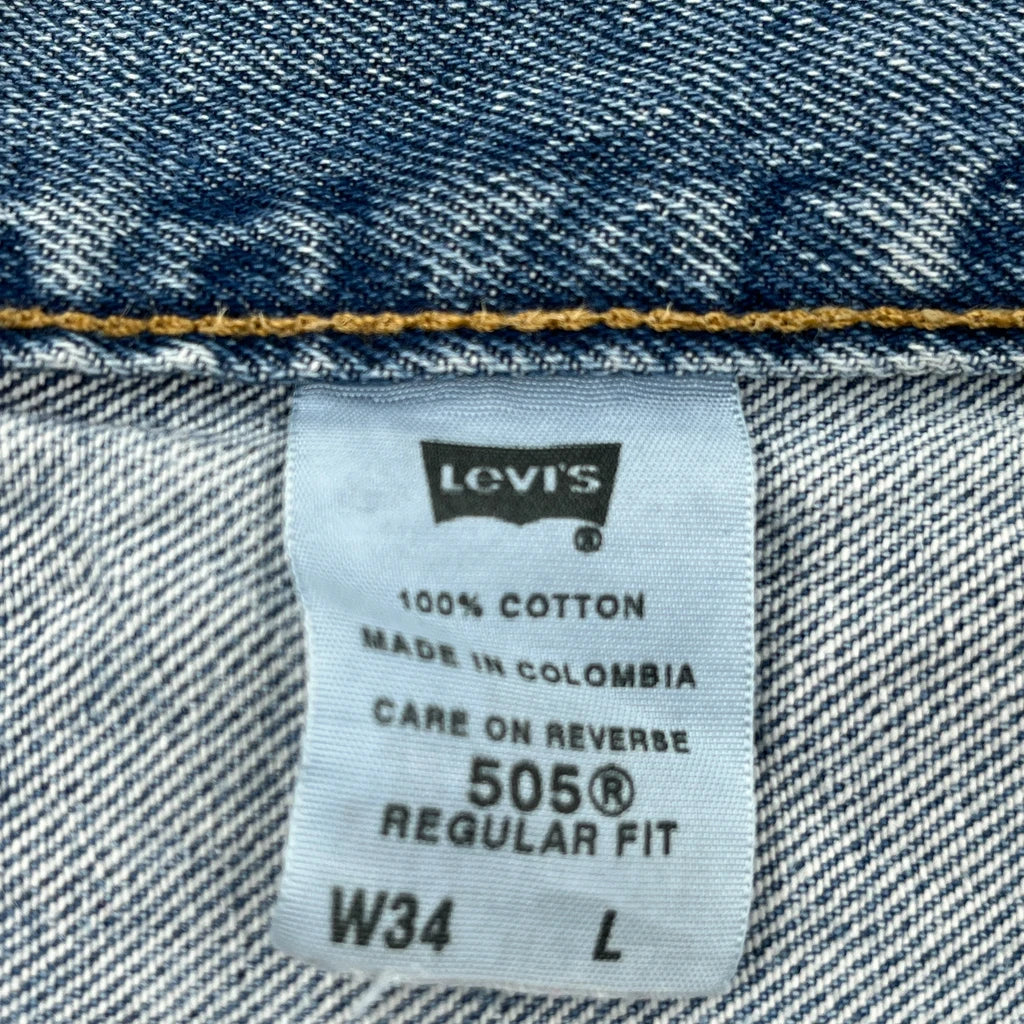 LEVI'S
®
100% COTTON
MADE IN COLOMBIA
CARE ON REVERSE
505®
REGULAR FIT
W34 L